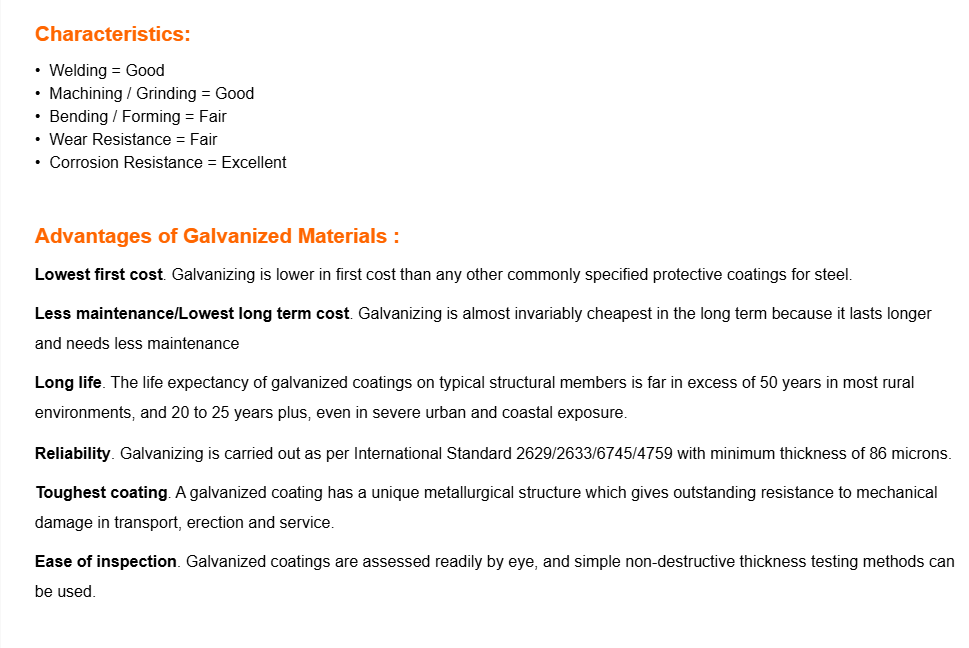 Characteristics:
• Welding = Good
• Machining / Grinding = Good
• Bending / Forming = Fair
• Wear Resistance = Fair
• Corrosion Resistance = Excellent
Advantages of Galvanized Materials :
Lowest first cost. Galvanizing is lower in first cost than any other commonly specified protective coatings for steel.
Less maintenance/Lowest long term cost. Galvanizing is almost invariably cheapest in the long term because it lasts longer
and needs less maintenance
Long life. The life expectancy of galvanized coatings on typical structural members is far in excess of 50 years in most rural
environments, and 20 to 25 years plus, even in severe urban and coastal exposure.
Reliability. Galvanizing is carried out as per International Standard 2629/2633/6745/4759 with minimum thickness of 86 microns.
Toughest coating. A galvanized coating has a unique metallurgical structure which gives outstanding resistance to mechanical
damage in transport, erection and service.
Ease of inspection. Galvanized coatings are assessed readily by eye, and simple non-destructive thickness testing methods can
be used.